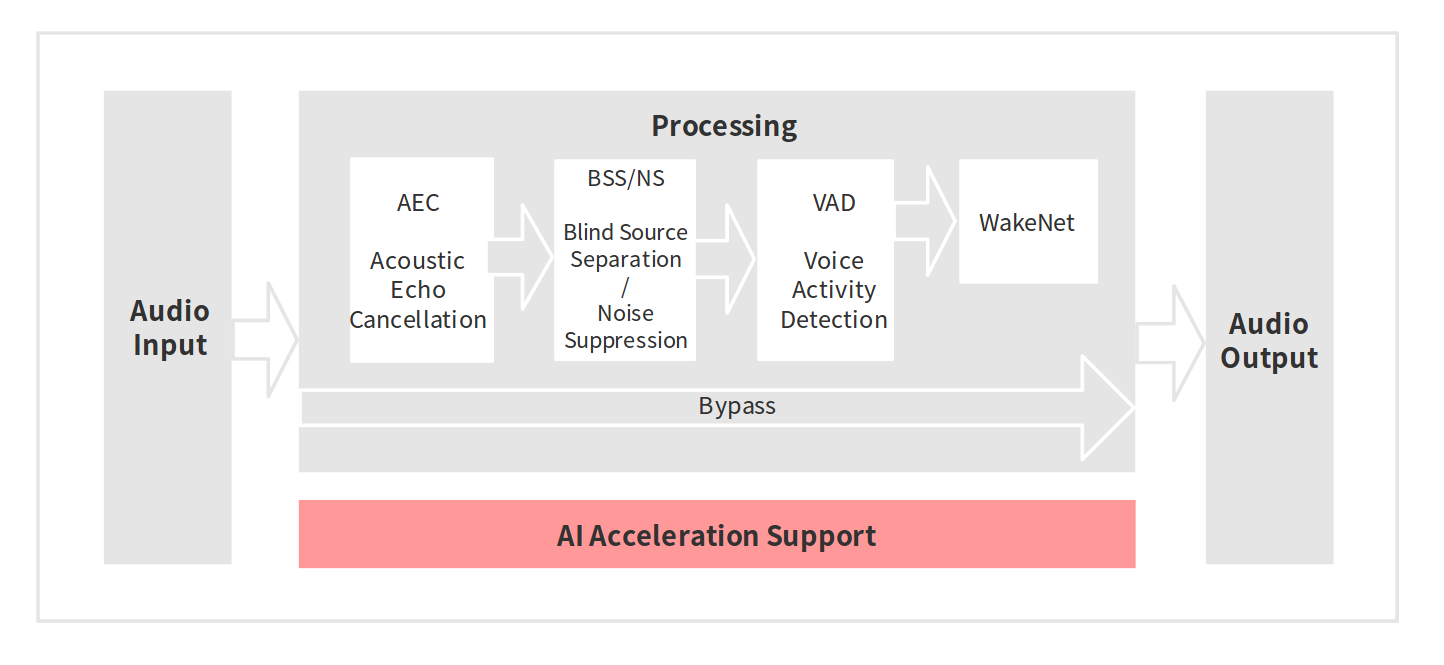 Processing
AEC
Acoustic
Echo
Cancellation
BSS/NS
Blind Source
Separation
/
Noise
Suppression
VAD
Voice
Activity
Detection
WakeNet
Audio
Input
Audio
Output
Bypass
AI Acceleration Support